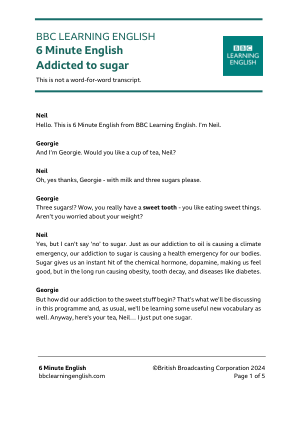 BBC LEARNING ENGLISH
6 Minute English
Addicted to sugar
This is not a word-for-word transcript.
BBC
LEARNING
ENGLISH
Neil
Hello. This is 6 Minute English from BBC Learning English. I'm Neil.
Georgie
And I'm Georgie. Would you like a cup of tea, Neil?
Neil
Oh, yes thanks, Georgie - with milk and three sugars please.
Georgie
Three sugars!? Wow, you really have a sweet tooth - you like eating sweet things.
Aren't you worried about your weight?
Neil
Yes, but I can't say 'no' to sugar. Just as our addiction to oil is causing a climate
emergency, our addiction to sugar is causing a health emergency for our bodies.
Sugar gives us an instant hit of the chemical hormone, dopamine, making us feel
good, but in the long run causing obesity, tooth decay, and diseases like diabetes.
Georgie
But how did our addiction to the sweet stuff begin? That's what we'll be discussing
in this programme and, as usual, we'll be learning some useful new vocabulary as
well. Anyway, here's your tea, Neil... I just put one sugar.
6 Minute English ©British Broadcasting Corporation 2024
bbclearningenglish.com Page 1 of 5